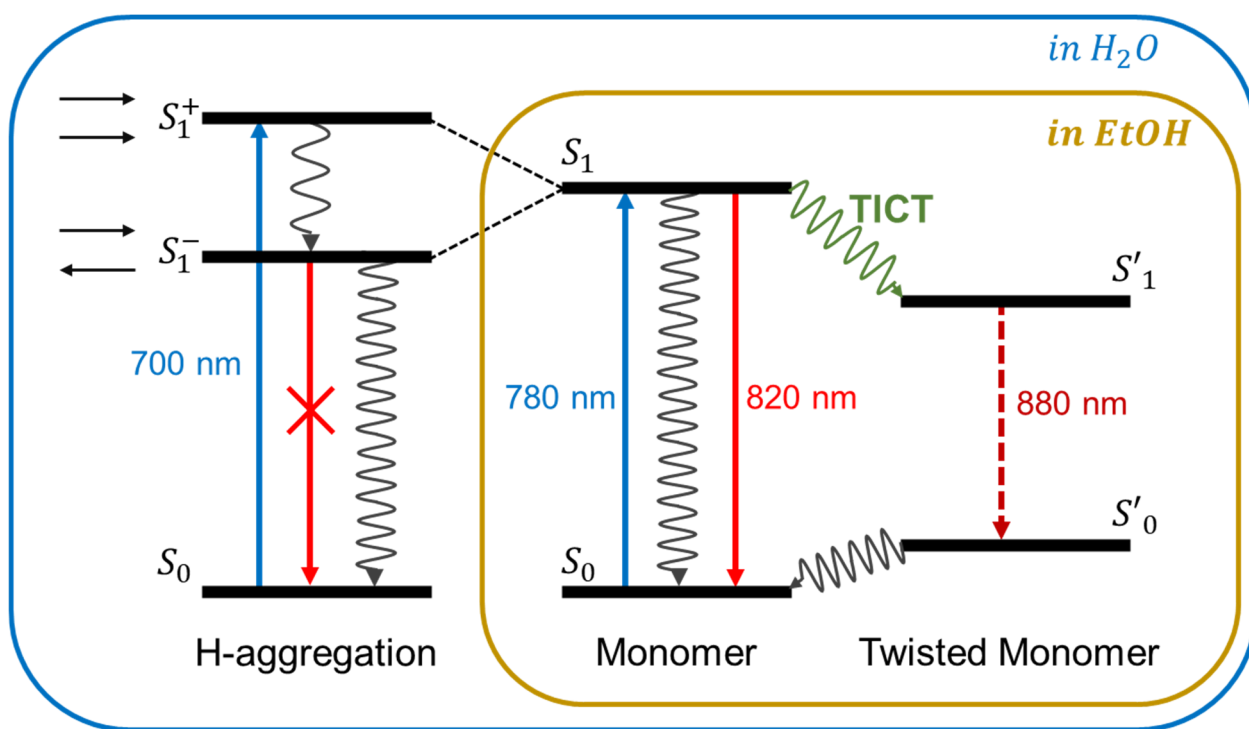 in H₂O
in EtOH
S₁⁺
S₁
TICT
S₁⁻
S′₁
700 nm
780 nm
820 nm
880 nm
S′₀
S₀
S₀
H-aggregation
Monomer
Twisted Monomer